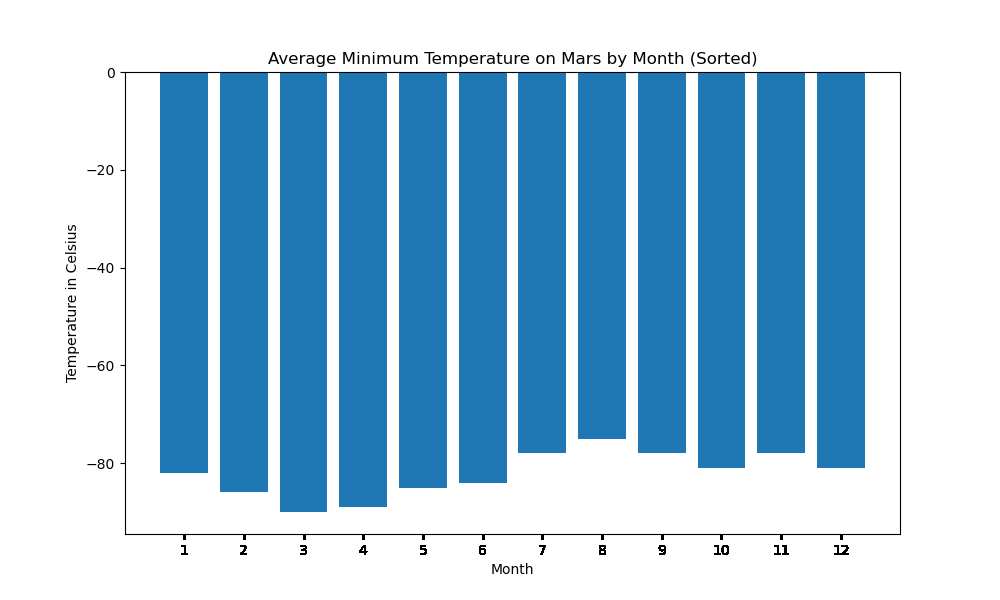 Average Minimum Temperature on Mars by Month (Sorted)
0
−20
−40
−60
−80
Temperature in Celsius
1 2 3 4 5 6 7 8 9 10 11 12
Month